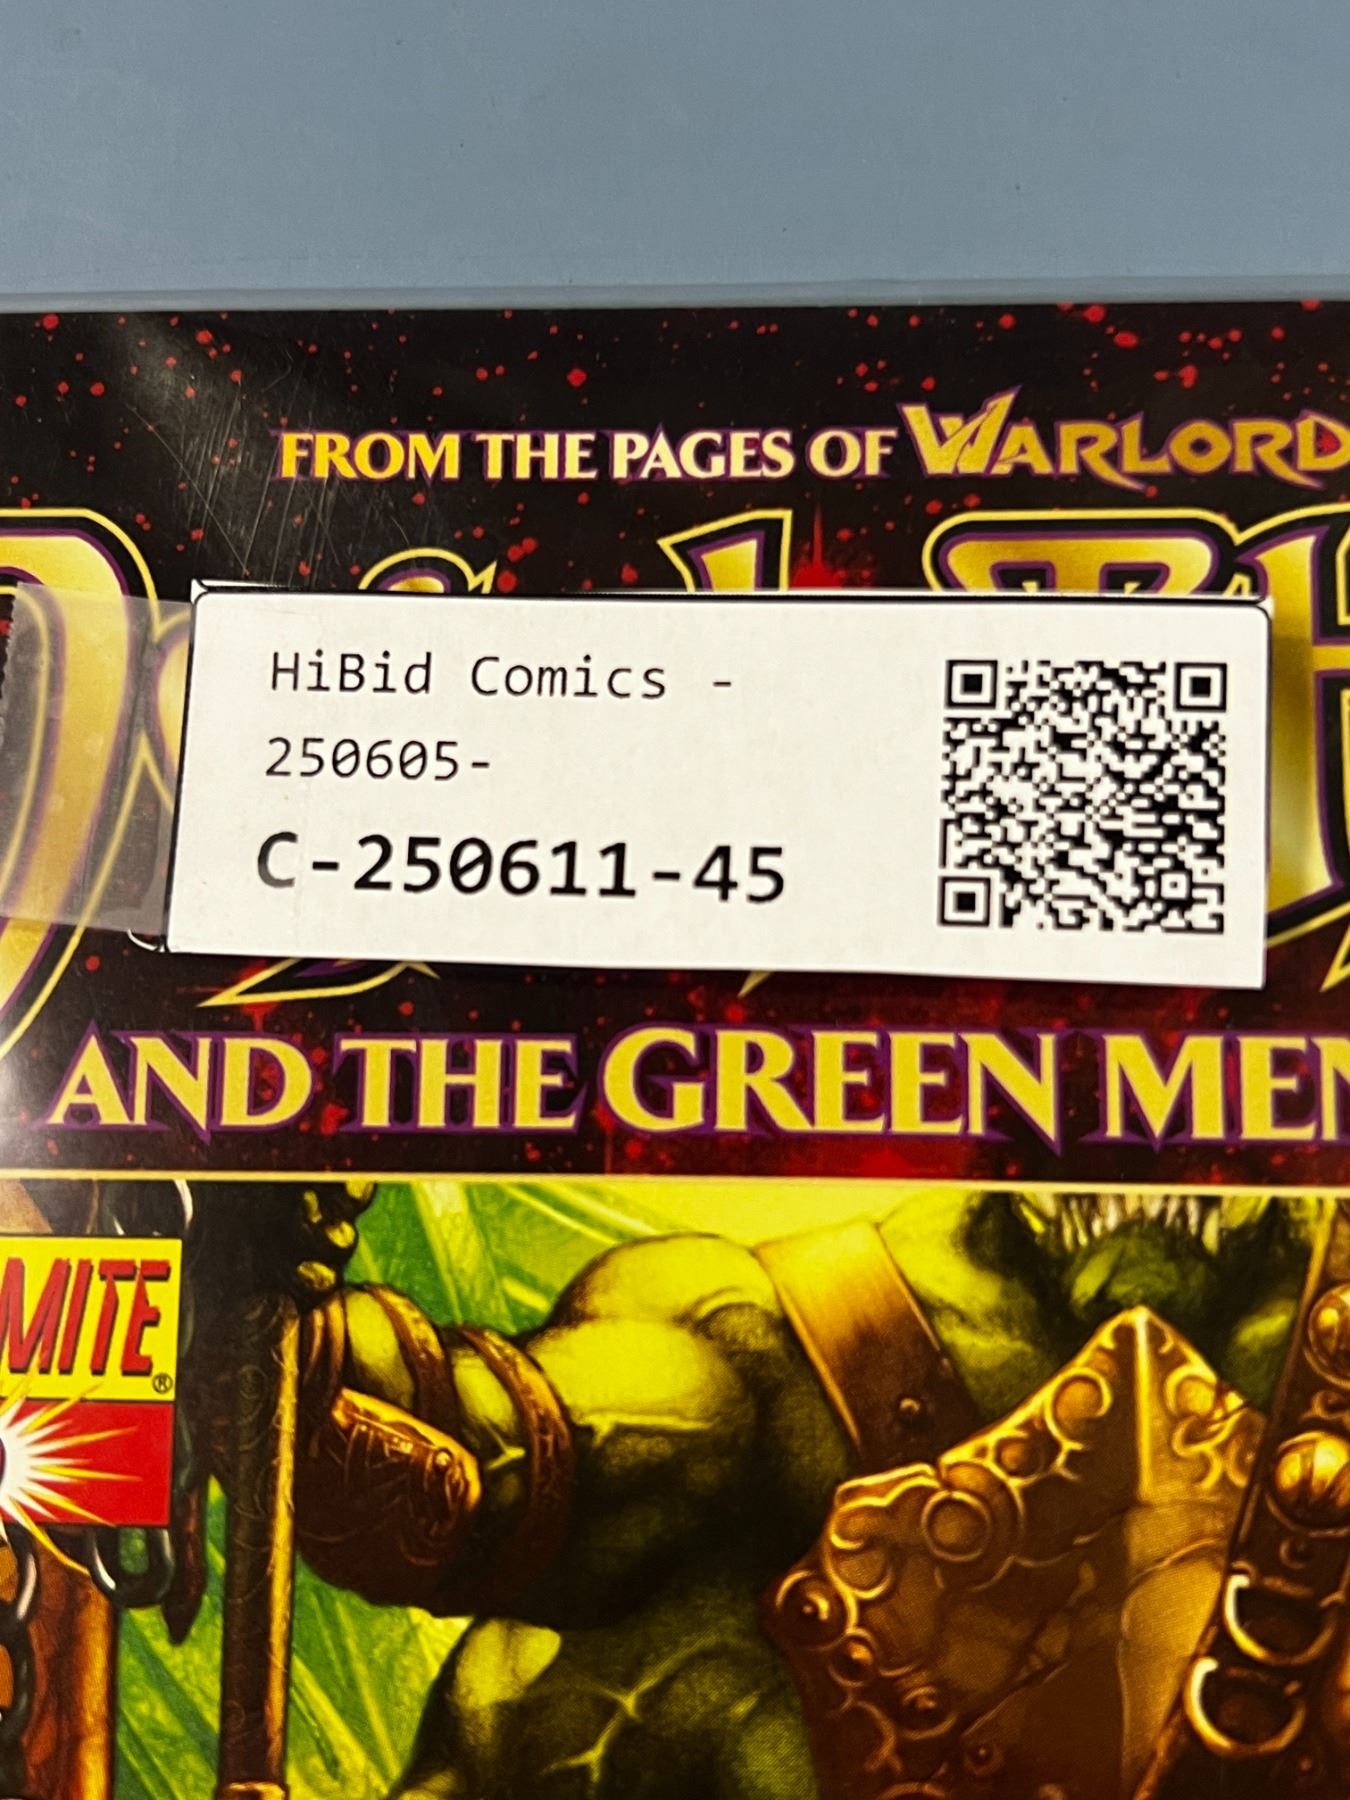 FROM THE PAGES OF WARLORD
HiBid Comics -
250605-
C-250611-45
AND THE GREEN MEN
MITE®